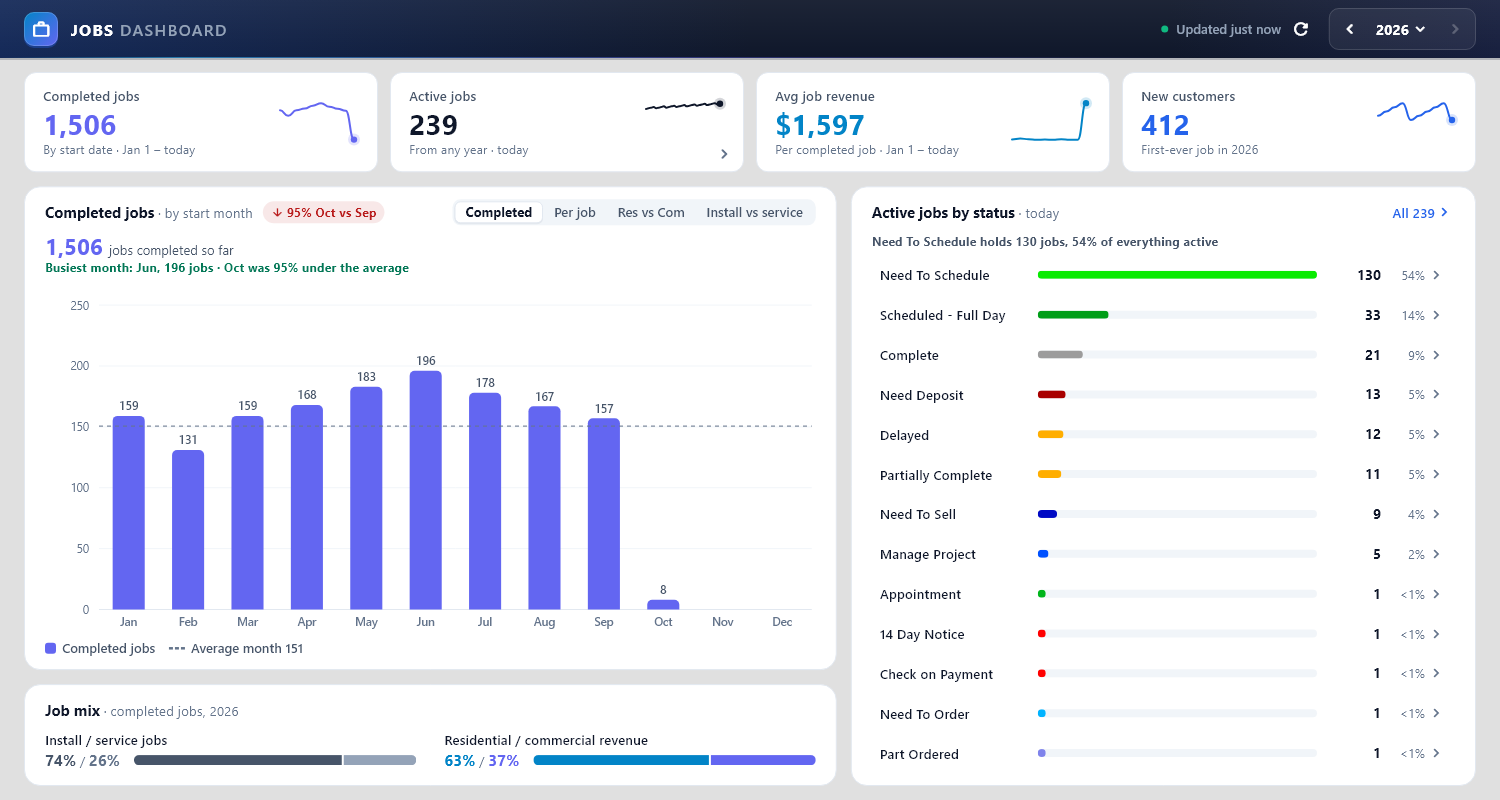 JOBS DASHBOARD
Updated just now
2026
Completed jobs
1,506
By start date · Jan 1 – today
Active jobs
239
From any year · today
Avg job revenue
$1,597
Per completed job · Jan 1 – today
New customers
412
First-ever job in 2026
Completed jobs · by start month
↓ 95% Oct vs Sep
Completed
Per job
Res vs Com
Install vs service
1,506 jobs completed so far
Busiest month: Jun, 196 jobs · Oct was 95% under the average
250
200
150
100
50
0
159
131
159
168
183
196
178
167
157
8
Jan
Feb
Mar
Apr
May
Jun
Jul
Aug
Sep
Oct
Nov
Dec
Completed jobs
Average month 151
Job mix · completed jobs, 2026
Install / service jobs
74% / 26%
Residential / commercial revenue
63% / 37%
Active jobs by status · today
All 239
Need To Schedule holds 130 jobs, 54% of everything active
Need To Schedule 130 54%
Scheduled - Full Day 33 14%
Complete 21 9%
Need Deposit 13 5%
Delayed 12 5%
Partially Complete 11 5%
Need To Sell 9 4%
Manage Project 5 2%
Appointment 1 <1%
14 Day Notice 1 <1%
Check on Payment 1 <1%
Need To Order 1 <1%
Part Ordered 1 <1%